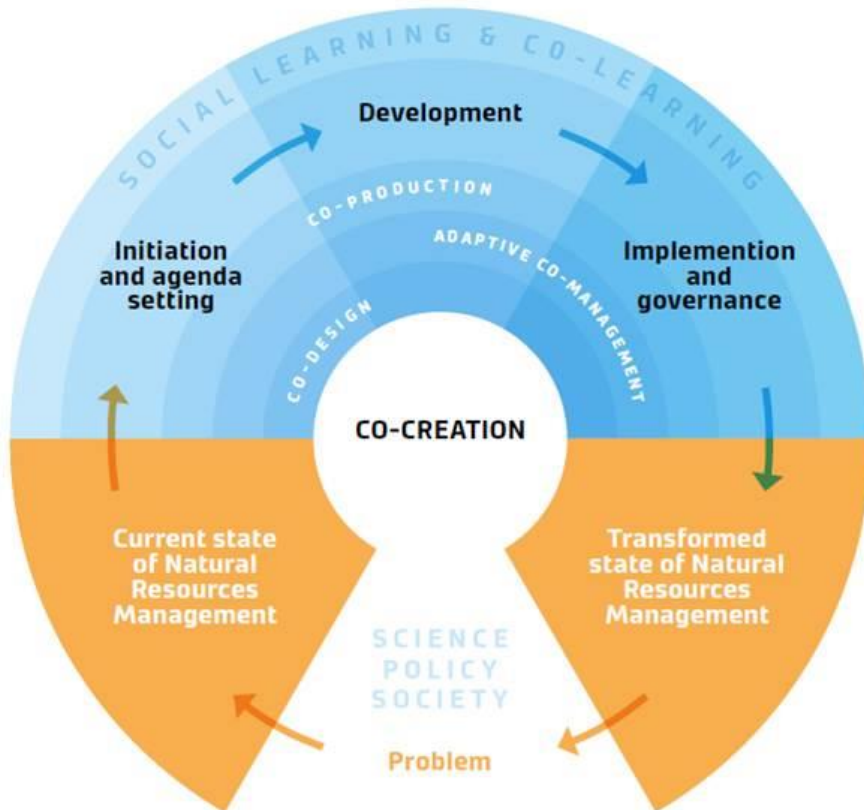 SOCIAL LEARNING & CO-LEARNING
Development
CO-PRODUCTION
ADAPTIVE CO-MANAGEMENT
Initiation
and agenda
setting
Implemention
and
governance
CO-DESIGN
CO-CREATION
Current state
of Natural
Resources
Management
Transformed
state of Natural
Resources
Management
SCIENCE
POLICY
SOCIETY
Problem